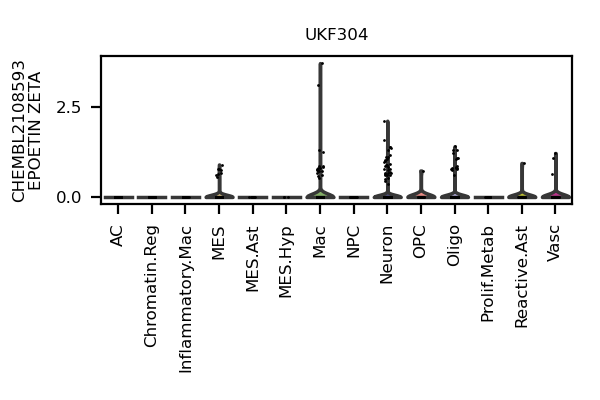 UKF304
CHEMBL2108593
EPOETIN ZETA
2.5
0.0
AC
Chromatin.Reg
Inflammatory.Mac
MES
MES.Ast
MES.Hyp
Mac
NPC
Neuron
OPC
Oligo
Prolif.Metab
Reactive.Ast
Vasc